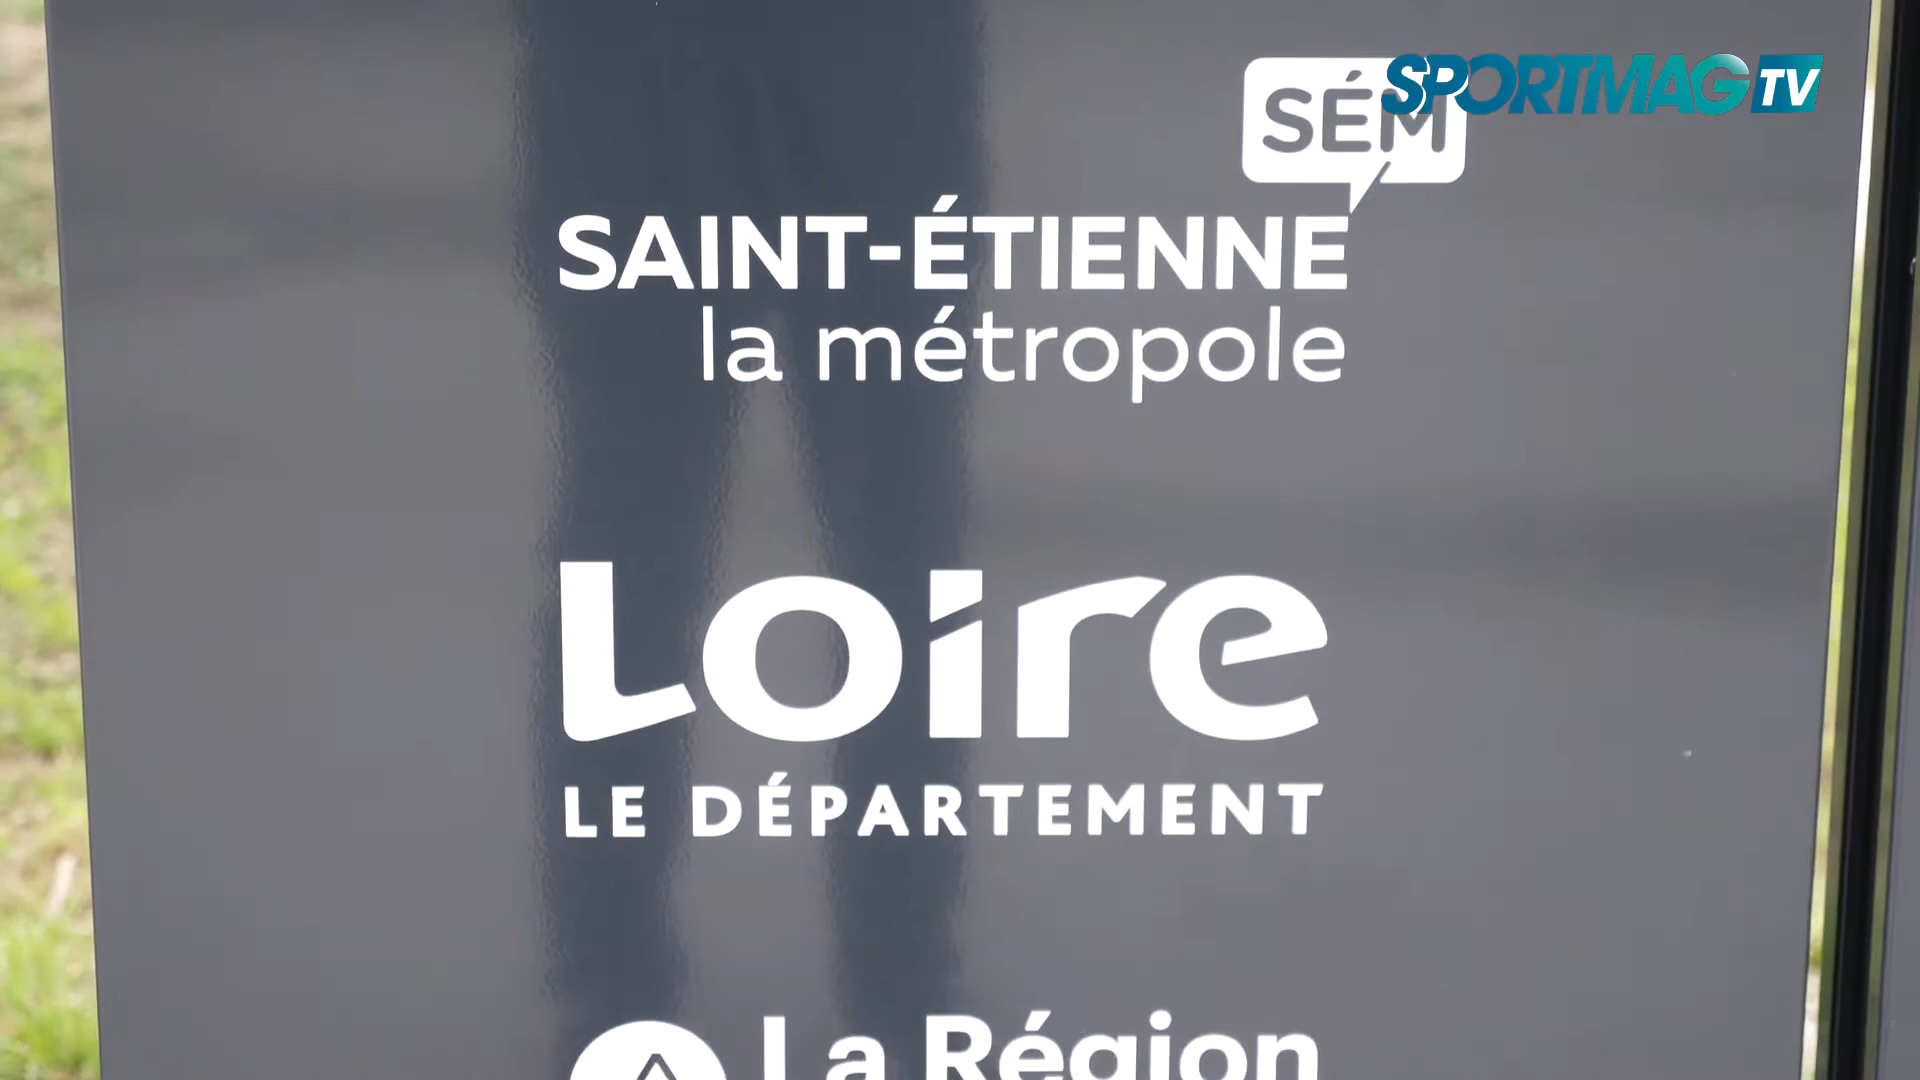 SPORTMAG TV
SÉM
SAINT-ÉTIENNE
la métropole
Loire
LE DÉPARTEMENT
La Région